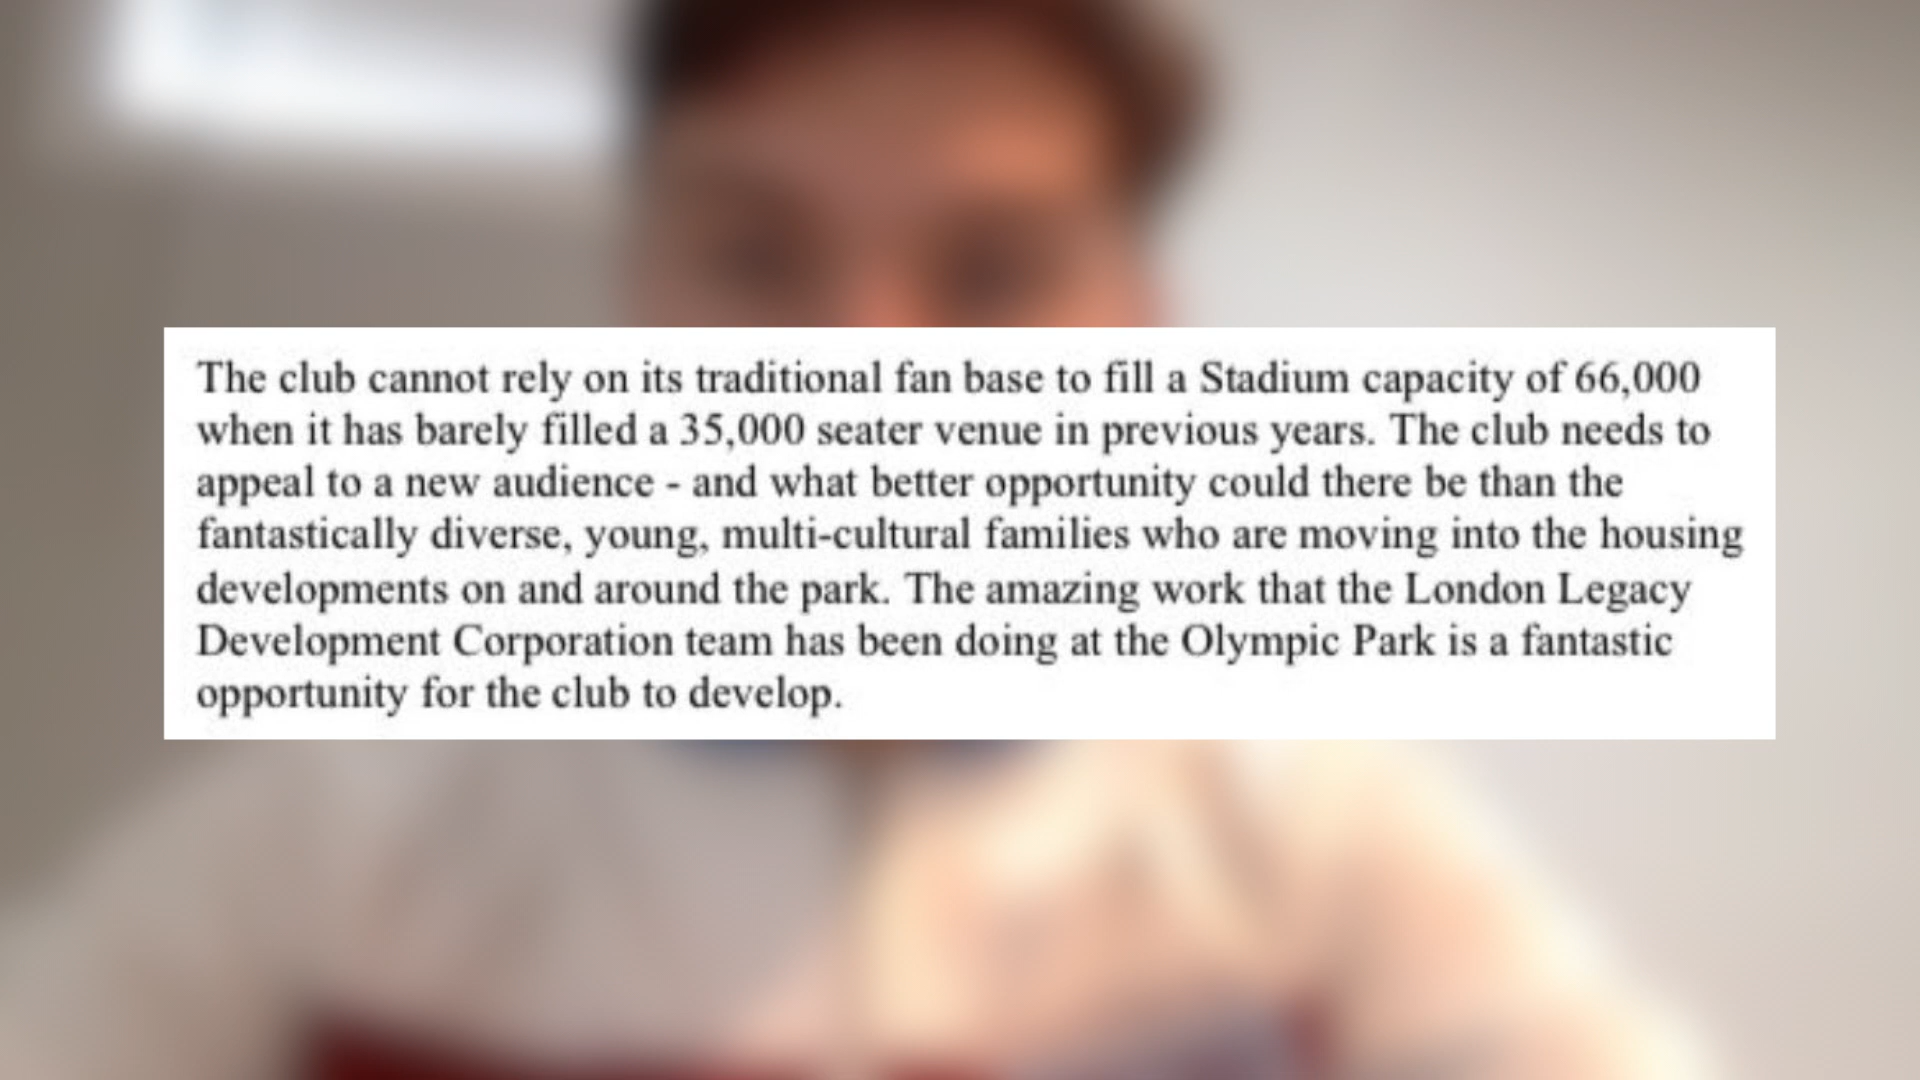 The club cannot rely on its traditional fan base to fill a Stadium capacity of 66,000
when it has barely filled a 35,000 seater venue in previous years. The club needs to
appeal to a new audience - and what better opportunity could there be than the
fantastically diverse, young, multi-cultural families who are moving into the housing
developments on and around the park. The amazing work that the London Legacy
Development Corporation team has been doing at the Olympic Park is a fantastic
opportunity for the club to develop.